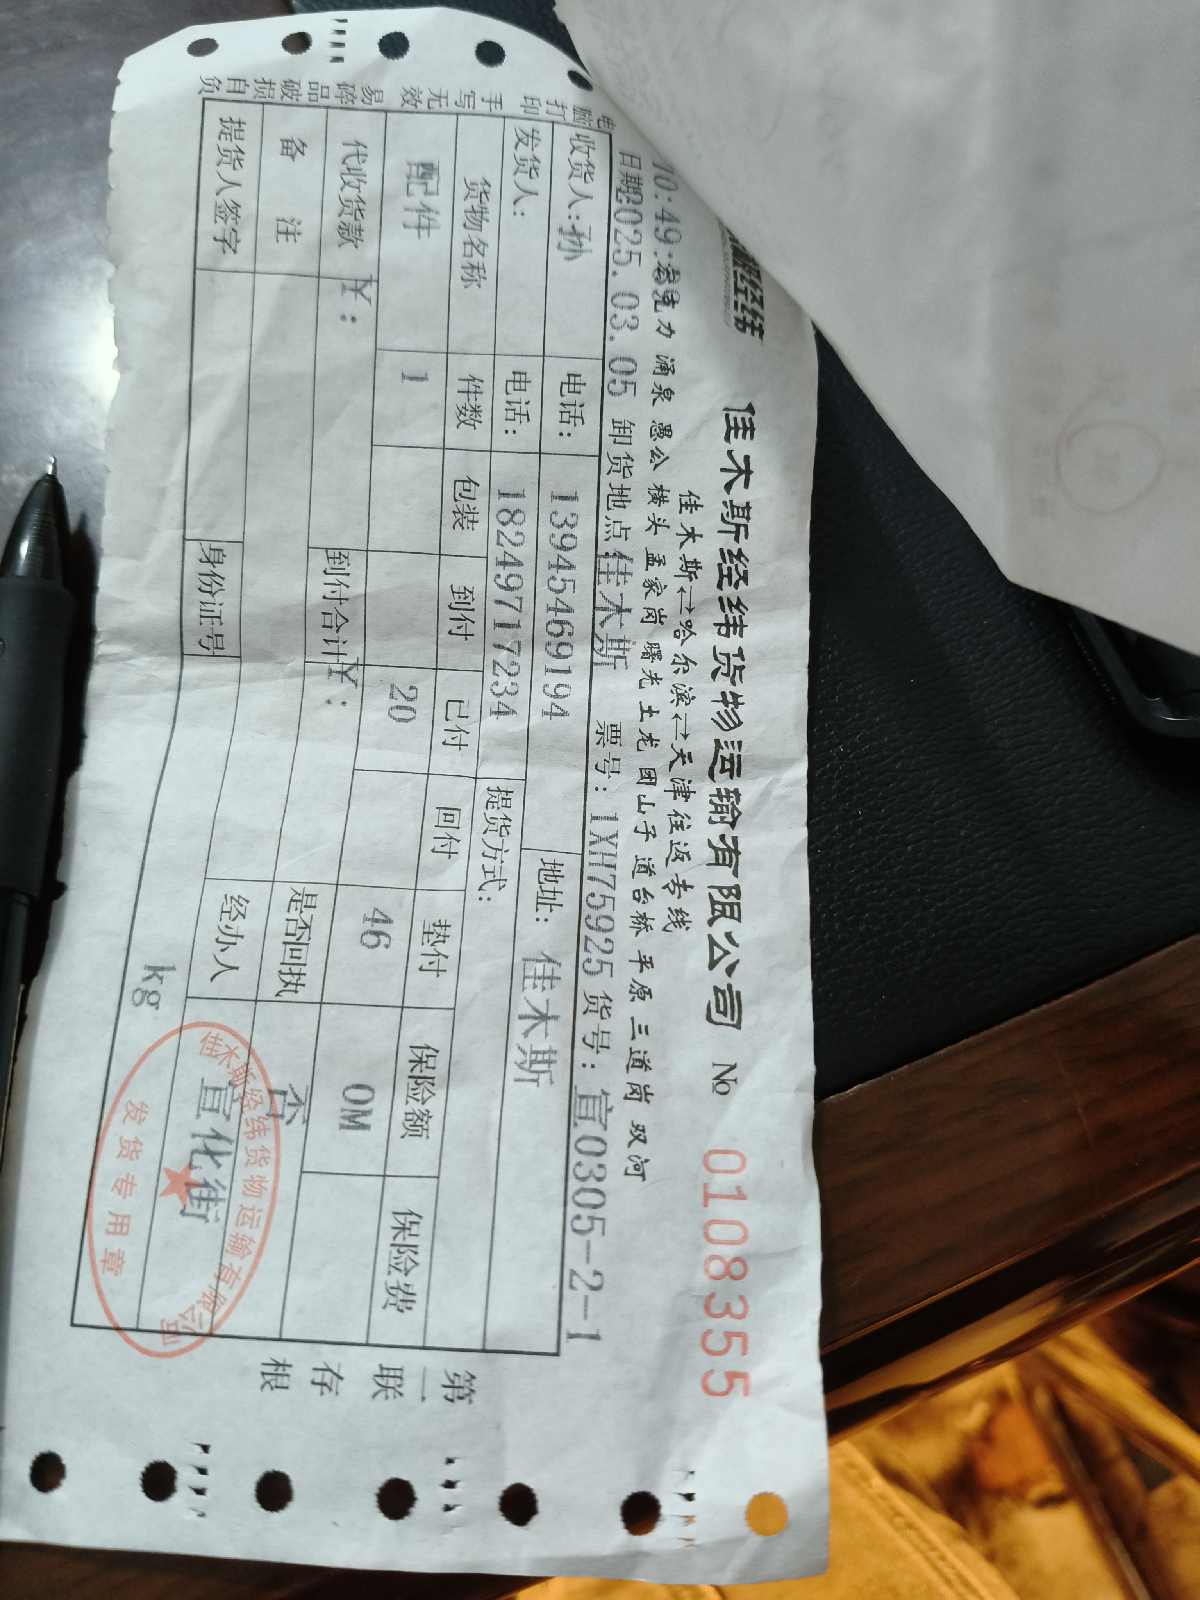 经纬 佳木斯经纬货物运输有限公司 № 0108355
佳木斯⇄哈尔滨⇄天津往返专线
10:49: 克力 涌泉 愚公 横头 孟家岗 曙光 土龙 团山子 道台桥 平原 三道岗 双河
日期2025.03.05 卸货地点佳木斯 票号:1XH75925 货号:宣0305-2-1
收货人:孙 电话: 13945469194 地址: 佳木斯
发货人: 电话: 18249717234 提货方式:
货物名称 件数 包装 到付 已付 回付 垫付 保险额 保险费
配件 1 20 46 0M
代收货款 ¥: 到付合计¥: 是否回执 否
备注
提货人签字 身份证号 经办人 宣化街
kg
电脑打印 手写无效 易碎品破损自负
第一联 存根
佳木斯经纬货物运输有限公司
发货专用章